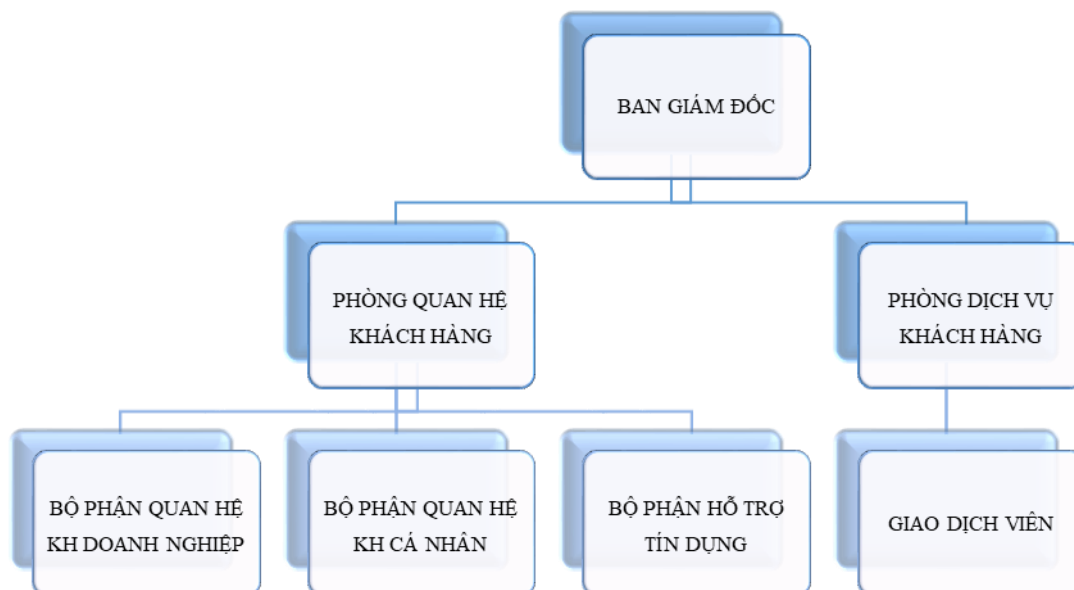 BAN GIÁM ĐỐC
PHÒNG QUAN HỆ
KHÁCH HÀNG
PHÒNG DỊCH VỤ
KHÁCH HÀNG
BỘ PHẬN QUAN HỆ
KH DOANH NGHIỆP
BỘ PHẬN QUAN HỆ
KH CÁ NHÂN
BỘ PHẬN HỖ TRỢ
TÍN DỤNG
GIAO DỊCH VIÊN